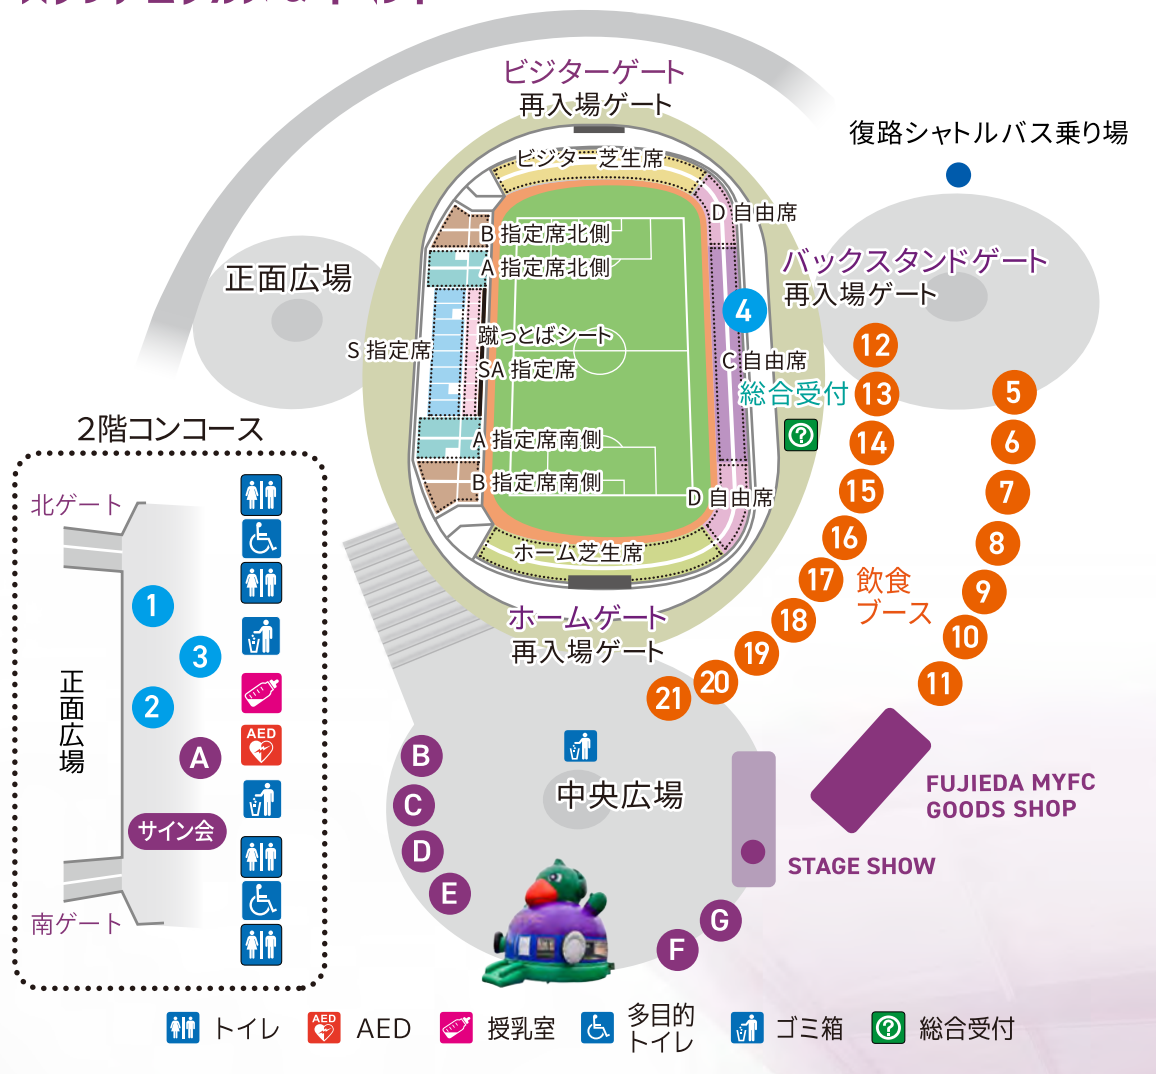 ビジターゲート
再入場ゲート
復路シャトルバス乗り場
ビジター芝生席
D 自由席
B 指定席北側
A 指定席北側
正面広場
バックスタンドゲート
再入場ゲート
4
蹴っとばシート
S 指定席
SA 指定席
C 自由席
総合受付
12
13
14
15
16
17
18
19
20
21
5
6
7
8
9
10
11
飲食
ブース
A 指定席南側
B 指定席南側
D 自由席
ホーム芝生席
ホームゲート
再入場ゲート
2階コンコース
北ゲート
1
3
2
正面広場
A
AED
サイン会
南ゲート
B
C
D
E
中央広場
F
G
STAGE SHOW
FUJIEDA MYFC
GOODS SHOP
トイレ
AED
AED
授乳室
多目的
トイレ
ゴミ箱
総合受付